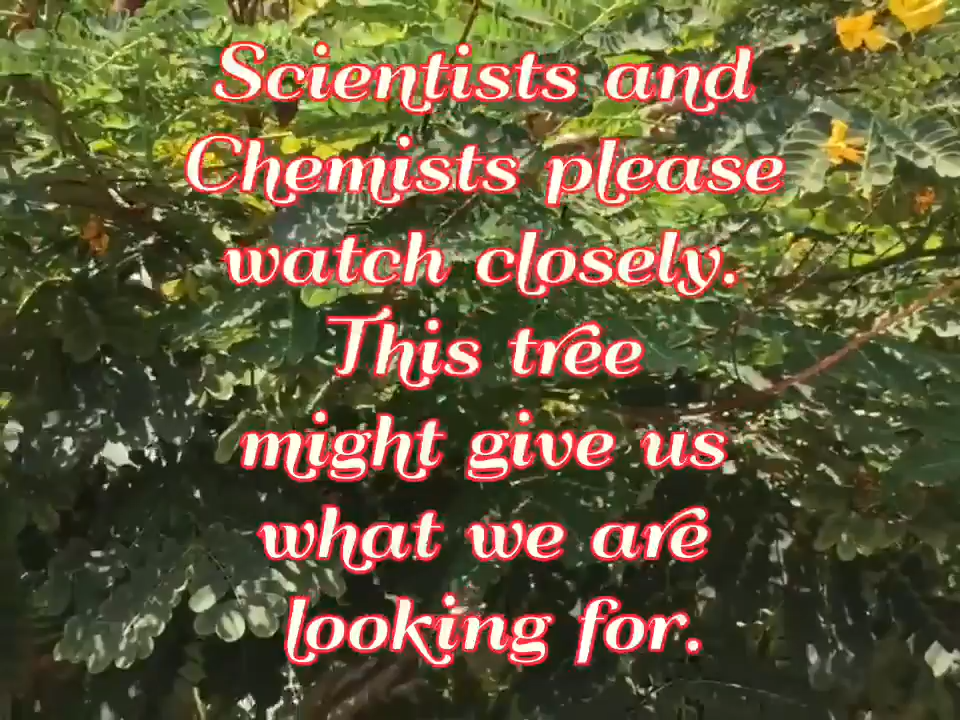 Scientists and
Chemists please
watch closely.
This tree
might give us
what we are
looking for.